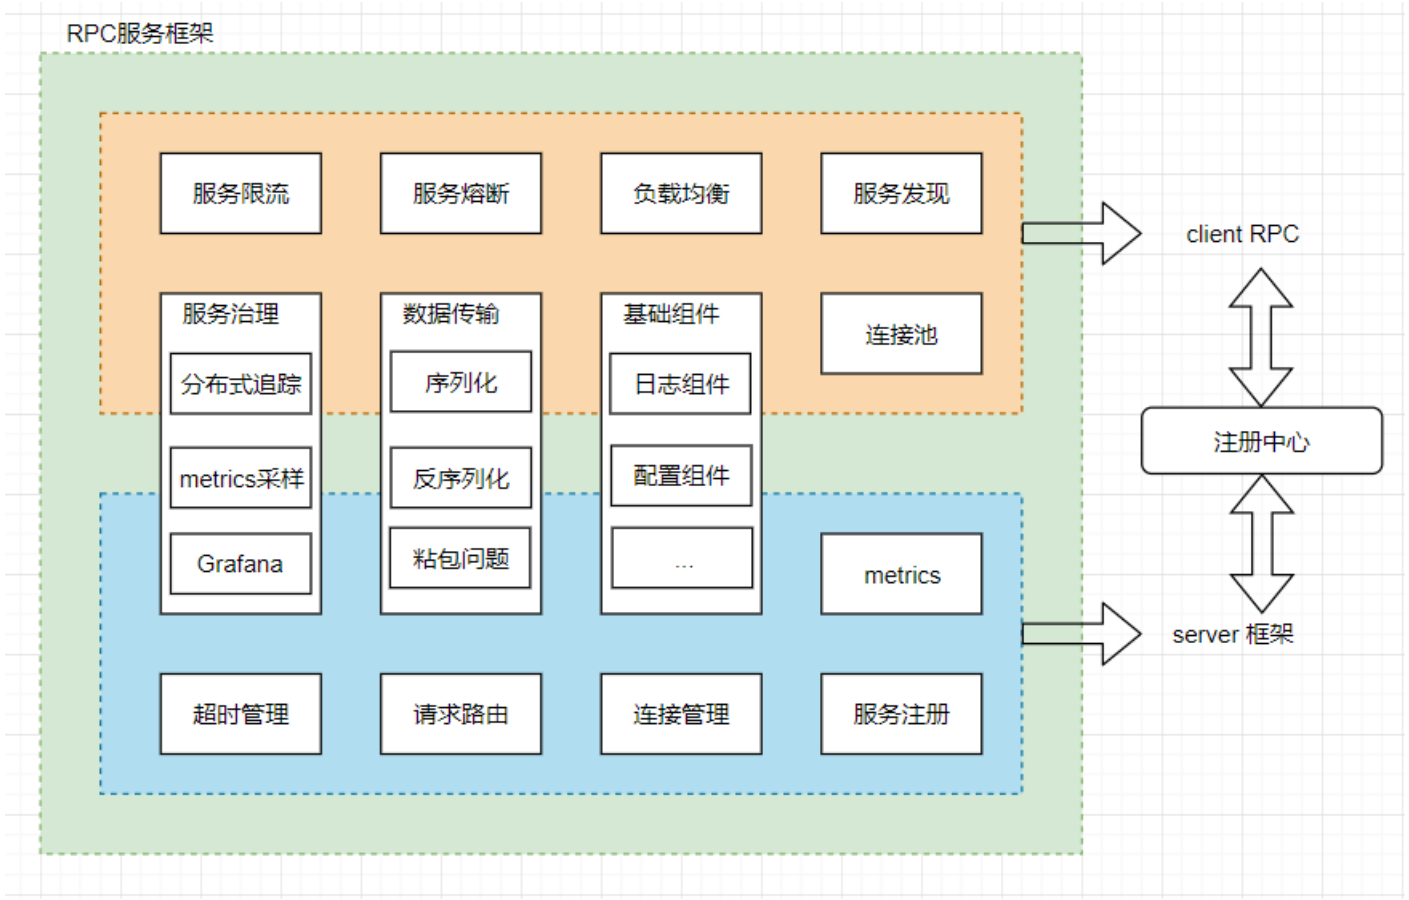 RPC服务框架
服务限流
服务熔断
负载均衡
服务发现
client RPC
服务治理
分布式追踪
metrics采样
Grafana
数据传输
序列化
反序列化
粘包问题
基础组件
日志组件
配置组件
...
连接池
注册中心
metrics
server 框架
超时管理
请求路由
连接管理
服务注册